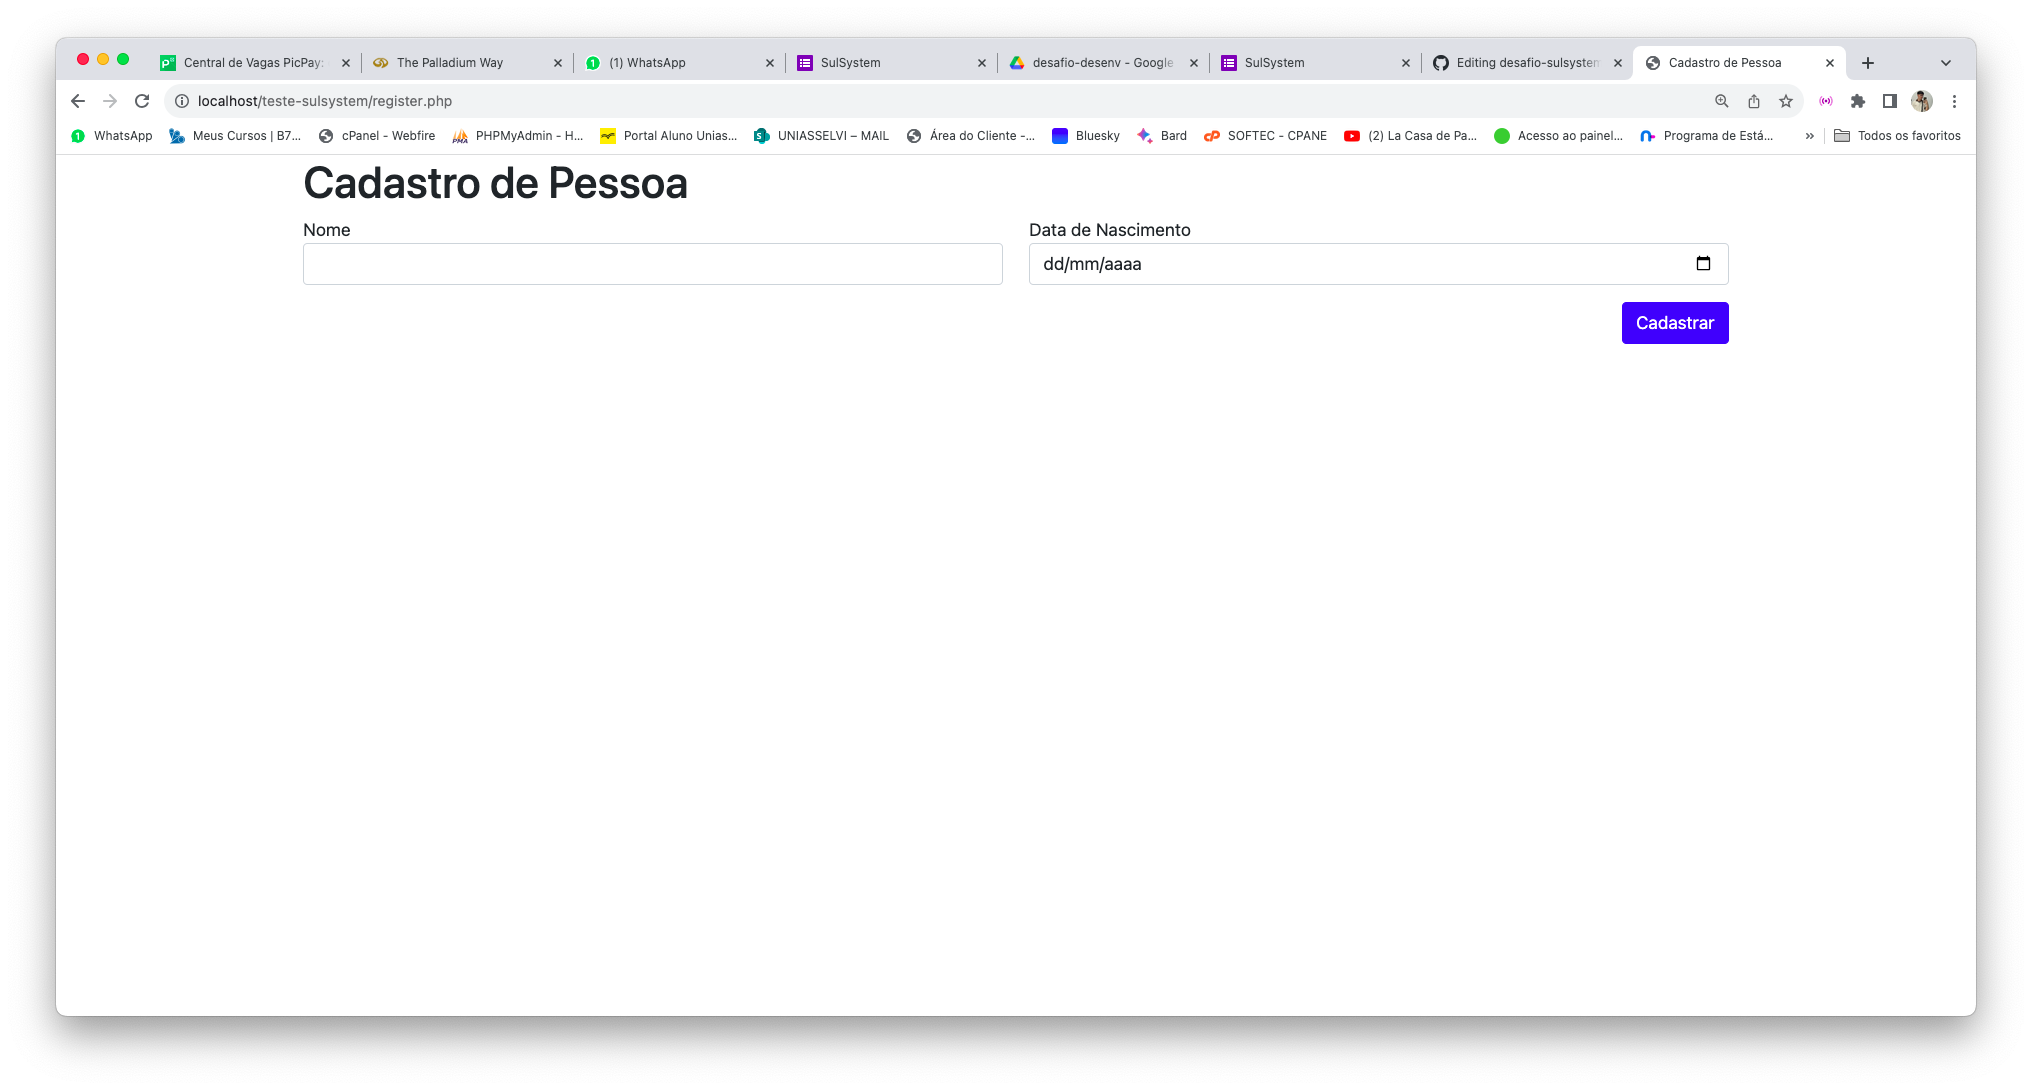 Central de Vagas PicPay:
The Palladium Way
(1) WhatsApp
SulSystem
desafio-desenv - Google
SulSystem
Editing desafio-sulsystem
Cadastro de Pessoa
localhost/teste-sulsystem/register.php
WhatsApp
Meus Cursos | B7...
cPanel - Webfire
PHPMyAdmin - H...
Portal Aluno Unias...
UNIASSELVI – MAIL
Área do Cliente -...
Bluesky
Bard
SOFTEC - CPANE
(2) La Casa de Pa...
Acesso ao painel...
Programa de Está...
»
Todos os favoritos
Cadastro de Pessoa
Nome
Data de Nascimento
dd/mm/aaaa
Cadastrar